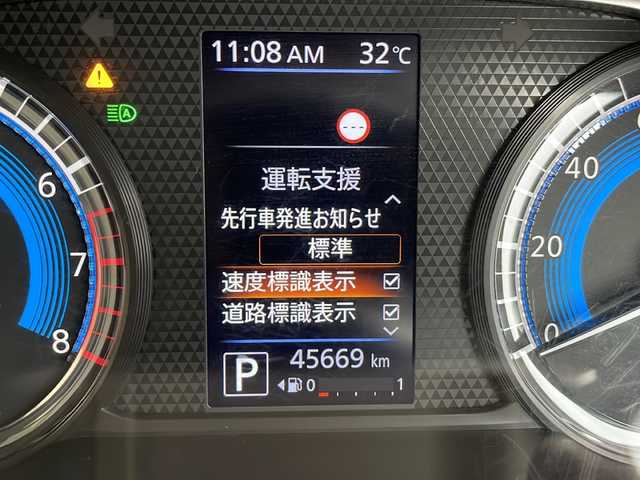 11:08 AM 32℃
---
運転支援
先行車発進お知らせ
標準
速度標識表示
道路標識表示
P 45669 km
0 1
6
7
8
40
20
0
A